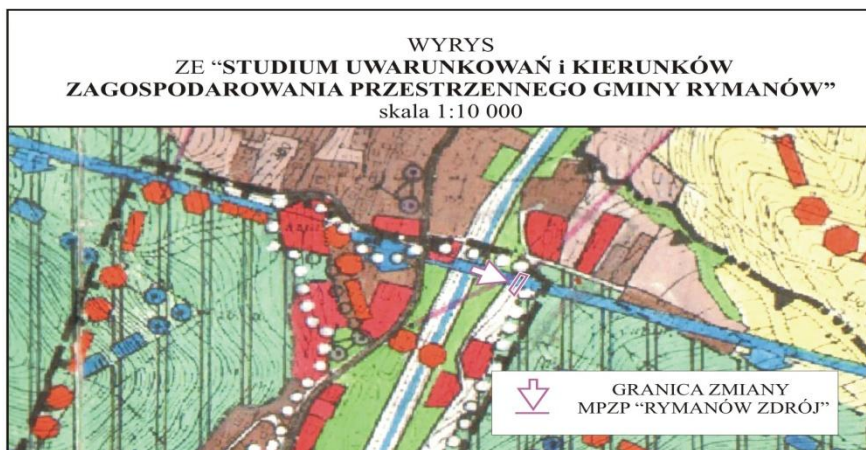 WYRYS
ZE “STUDIUM UWARUNKOWAŃ i KIERUNKÓW
ZAGOSPODAROWANIA PRZESTRZENNEGO GMINY RYMANÓW”
skala 1:10 000
GRANICA ZMIANY
MPZP “RYMANÓW ZDRÓJ”